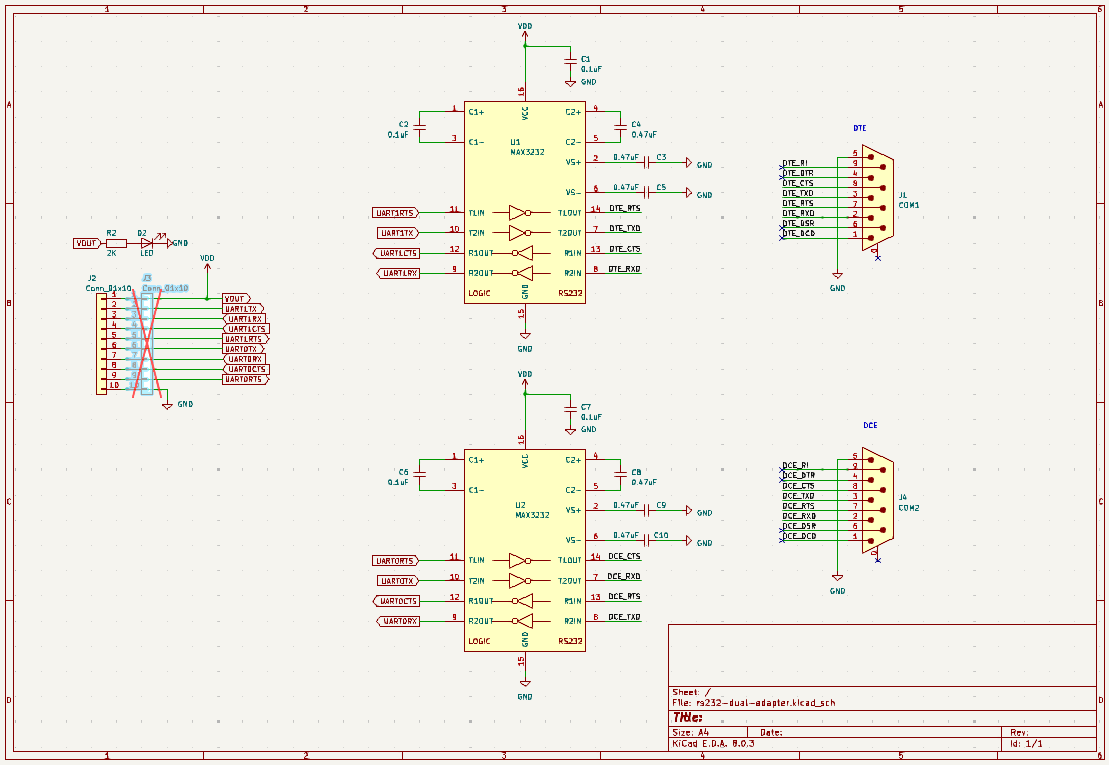 1 2 3 4 5 6
A
B
C
D
VDD
C1
0.1uF
GND
16
VCC
1 C1+
C2+ 4
C2
0.1uF
C4
0.47uF
3 C1-
C2- 5
U1
MAX3232
VS+ 2 0.47uF C3 GND
VS- 6 0.47uF C5 GND
UART1RTS 11 T1IN T1OUT 14 DTE_RTS
UART1TX 10 T2IN T2OUT 7 DTE_TXD
UART1CTS 12 R1OUT R1IN 13 DTE_CTS
UART1RX 9 R2OUT R2IN 8 DTE_RXD
LOGIC GND RS232
15
GND
DTE
DTE_RI
DTE_DTR
DTE_CTS
DTE_TXD
DTE_RTS
DTE_RXD
DTE_DSR
DTE_DCD
5
9
4
8
3
7
2
6
1
0
J1
COM1
GND
R2 D2
VOUT GND
2K LED
VDD
J2 J3
Conn_01x10 Conn_01x10
1 VOUT
2 UART1TX
3 UART1RX
4 UART1CTS
5 UART1RTS
6 UART0TX
7 UART0RX
8 UART0CTS
9 UART0RTS
10
GND
VDD
C7
0.1uF
GND
16
VCC
1 C1+
C2+ 4
C6
0.1uF
C8
0.47uF
3 C1-
C2- 5
U2
MAX3232
VS+ 2 0.47uF C9 GND
VS- 6 0.47uF C10 GND
UART0RTS 11 T1IN T1OUT 14 DCE_CTS
UART0TX 10 T2IN T2OUT 7 DCE_RXD
UART0CTS 12 R1OUT R1IN 13 DCE_RTS
UART0RX 9 R2OUT R2IN 8 DCE_TXD
LOGIC GND RS232
15
GND
DCE
DCE_RI
DCE_DTR
DCE_CTS
DCE_TXD
DCE_RTS
DCE_RXD
DCE_DSR
DCE_DCD
5
9
4
8
3
7
2
6
1
0
J4
COM2
GND
Sheet: /
File: rs232-dual-adapter.kicad_sch
Title:
Size: A4 Date: Rev:
KiCad E.D.A. 8.0.3 Id: 1/1
A
B
C
D
1 2 3 4 5 6